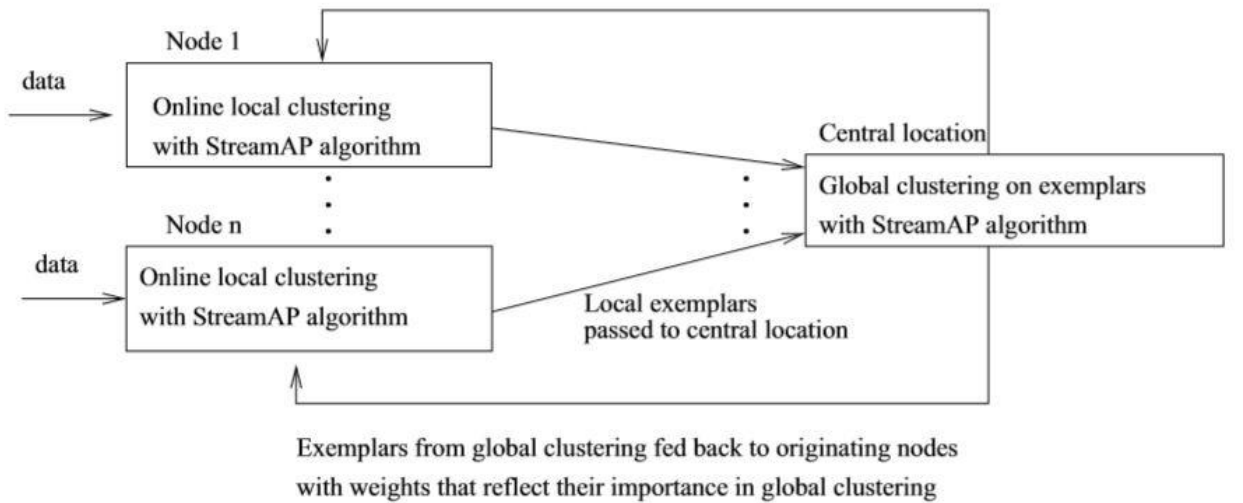 Node 1
data
Online local clustering
with StreamAP algorithm
Central location
Global clustering on exemplars
with StreamAP algorithm
Node n
data
Online local clustering
with StreamAP algorithm
Local exemplars
passed to central location
Exemplars from global clustering fed back to originating nodes
with weights that reflect their importance in global clustering